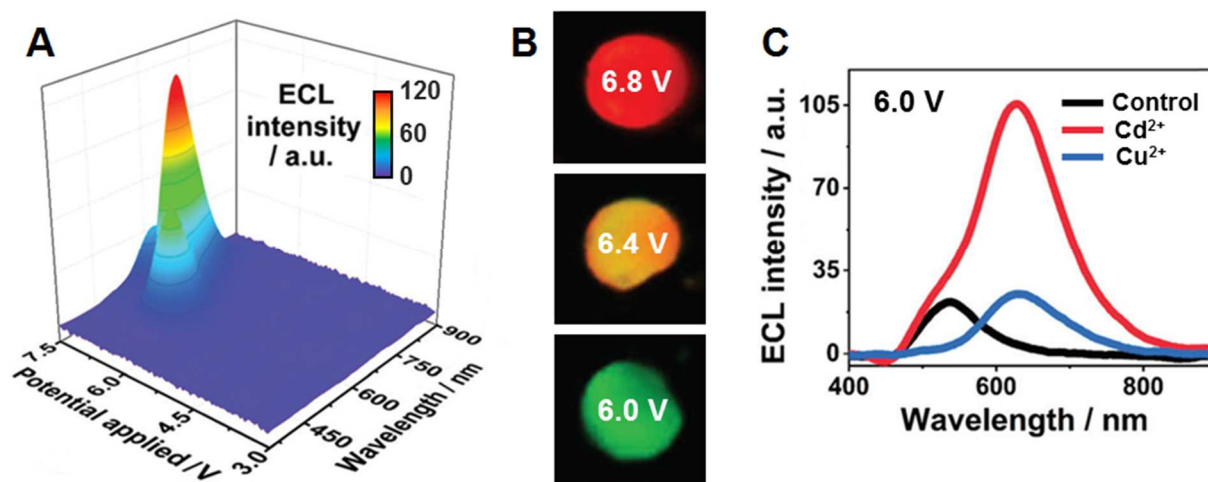 A
ECL
intensity
/ a.u.
120
60
0
7.5
6.0
4.5
3.0
Potential applied /V
450
600
750
900
Wavelength / nm
B
6.8 V
6.4 V
6.0 V
C
6.0 V
Control
Cd²⁺
Cu²⁺
105
70
35
0
ECL intensity / a.u.
400
600
800
Wavelength / nm